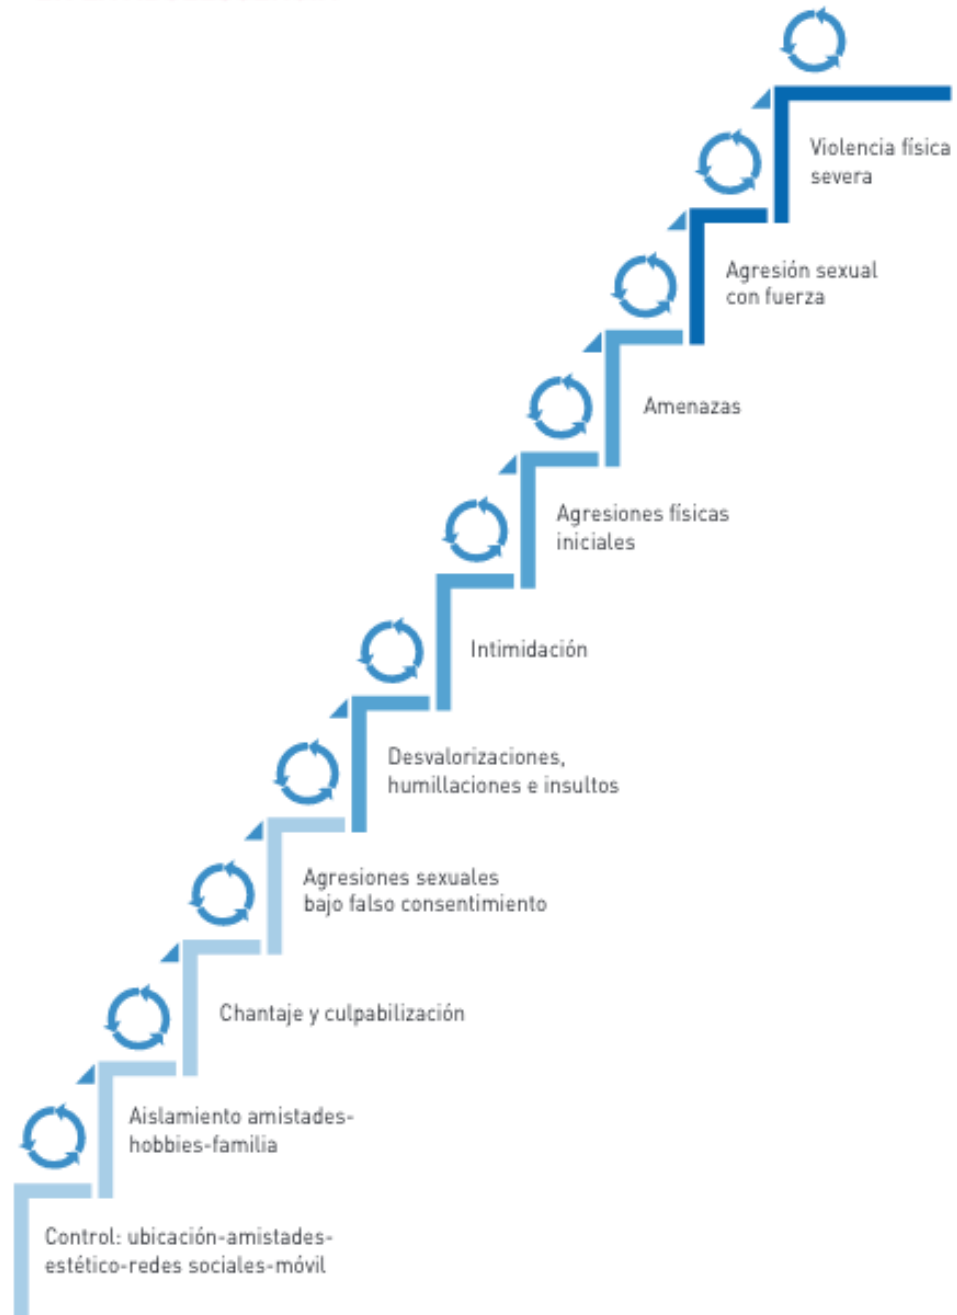 Violencia física
severa
Agresión sexual
con fuerza
Amenazas
Agresiones físicas
iniciales
Intimidación
Desvalorizaciones,
humillaciones e insultos
Agresiones sexuales
bajo falso consentimiento
Chantaje y culpabilización
Aislamiento amistades-
hobbies-familia
Control: ubicación-amistades-
estético-redes sociales-móvil